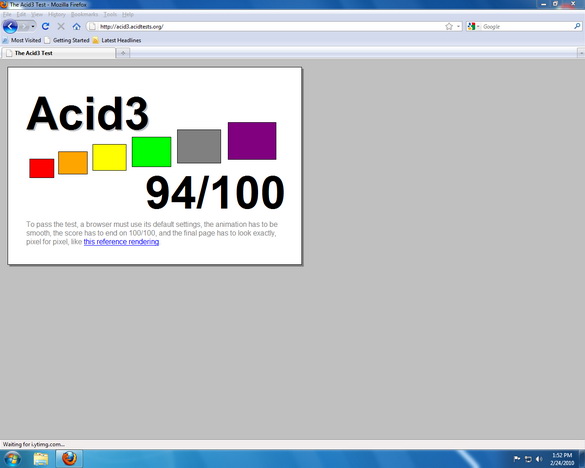 The Acid3 Test - Mozilla Firefox
File Edit View History Bookmarks Tools Help
http://acid3.acidtests.org/
Google
Most Visited Getting Started Latest Headlines
The Acid3 Test
Acid3
94/100
To pass the test, a browser must use its default settings, the animation has to be
smooth, the score has to end on 100/100, and the final page has to look exactly,
pixel for pixel, like this reference rendering.
Waiting for i.ytimg.com...
1:52 PM
2/24/2010